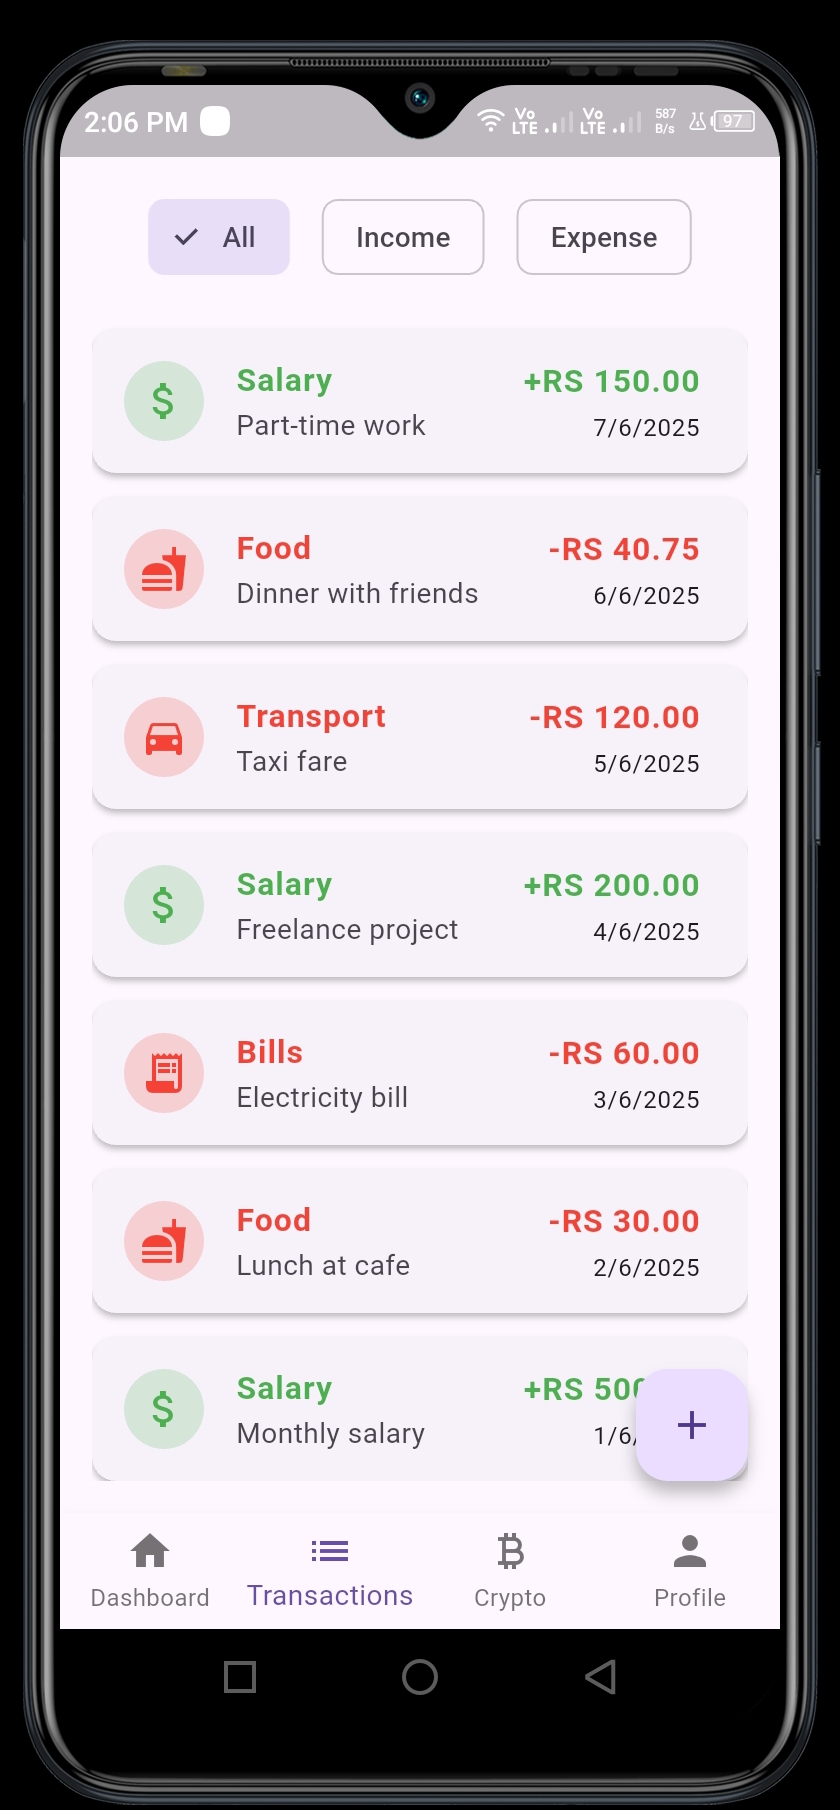 2:06 PM
Vo LTE Vo LTE 587 B/s 97
All Income Expense
Salary +RS 150.00
Part-time work 7/6/2025
Food -RS 40.75
Dinner with friends 6/6/2025
Transport -RS 120.00
Taxi fare 5/6/2025
Salary +RS 200.00
Freelance project 4/6/2025
Bills -RS 60.00
Electricity bill 3/6/2025
Food -RS 30.00
Lunch at cafe 2/6/2025
Salary +RS 500
Monthly salary 1/6/
Dashboard Transactions Crypto Profile